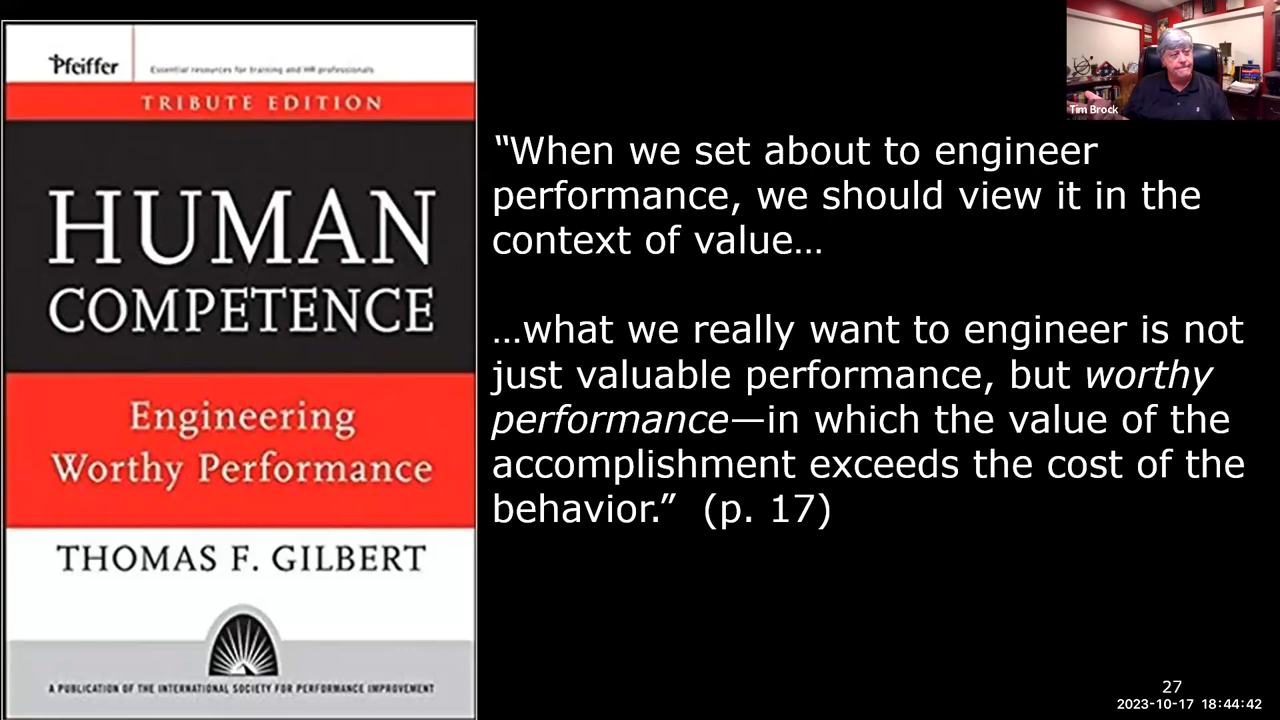 Pfeiffer
Essential resources for training and HR professionals
TRIBUTE EDITION
HUMAN
COMPETENCE
Engineering
Worthy Performance
THOMAS F. GILBERT
A PUBLICATION OF THE INTERNATIONAL SOCIETY FOR PERFORMANCE IMPROVEMENT
Tim Brock
“When we set about to engineer
performance, we should view it in the
context of value…
…what we really want to engineer is not
just valuable performance, but worthy
performance—in which the value of the
accomplishment exceeds the cost of the
behavior.” (p. 17)
27
2023-10-17 18:44:42